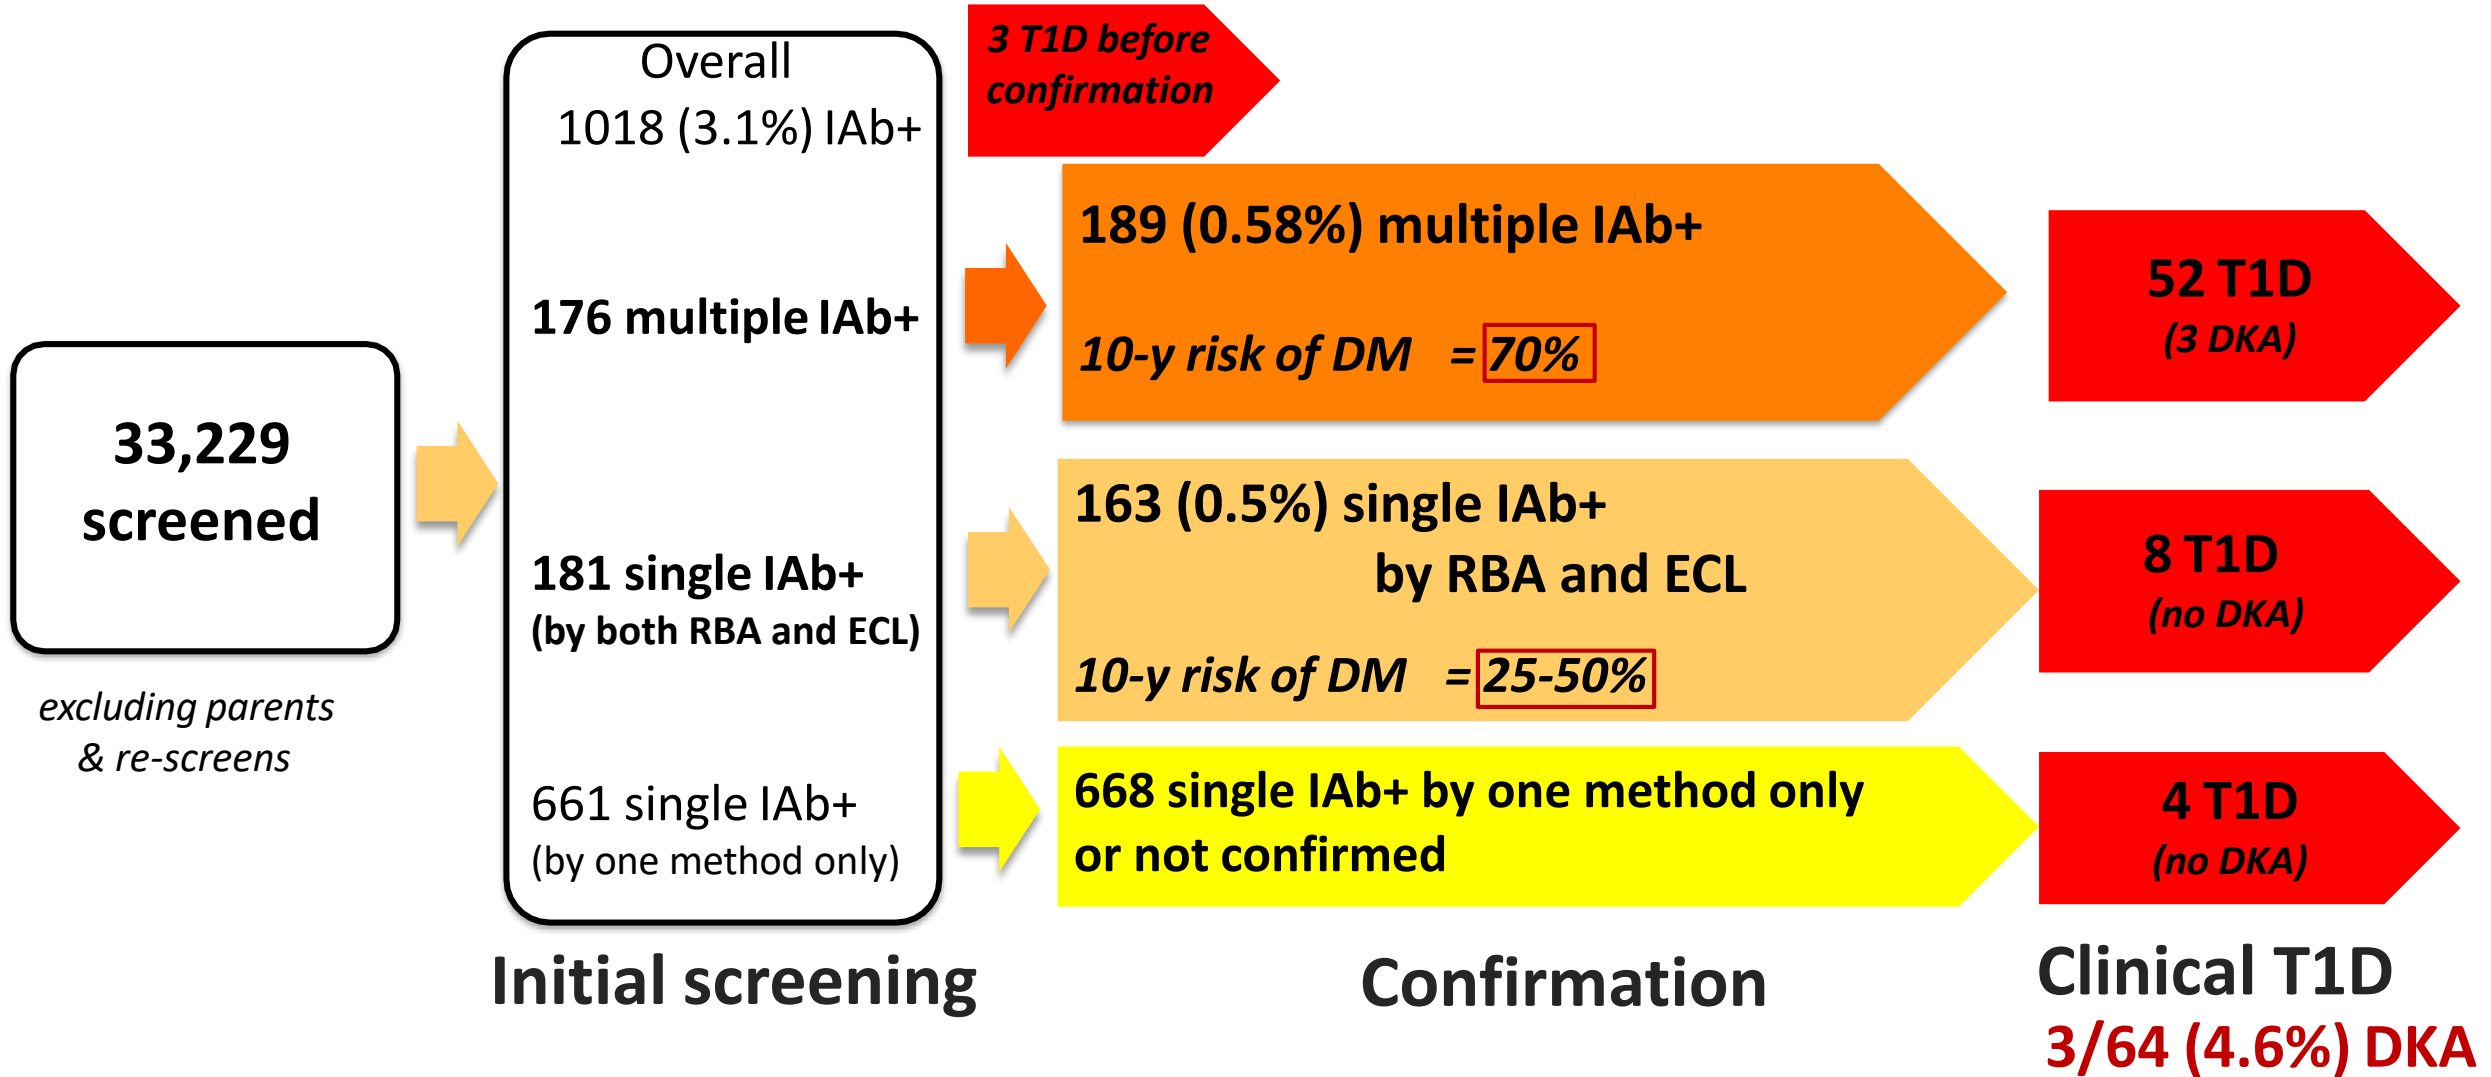 33,229
screened
excluding parents
& re-screens
Overall
1018 (3.1%) IAb+
176 multiple IAb+
181 single IAb+
(by both RBA and ECL)
661 single IAb+
(by one method only)
Initial screening
3 T1D before
confirmation
189 (0.58%) multiple IAb+
10-y risk of DM = 70%
163 (0.5%) single IAb+
by RBA and ECL
10-y risk of DM = 25-50%
668 single IAb+ by one method only
or not confirmed
Confirmation
52 T1D
(3 DKA)
8 T1D
(no DKA)
4 T1D
(no DKA)
Clinical T1D
3/64 (4.6%) DKA